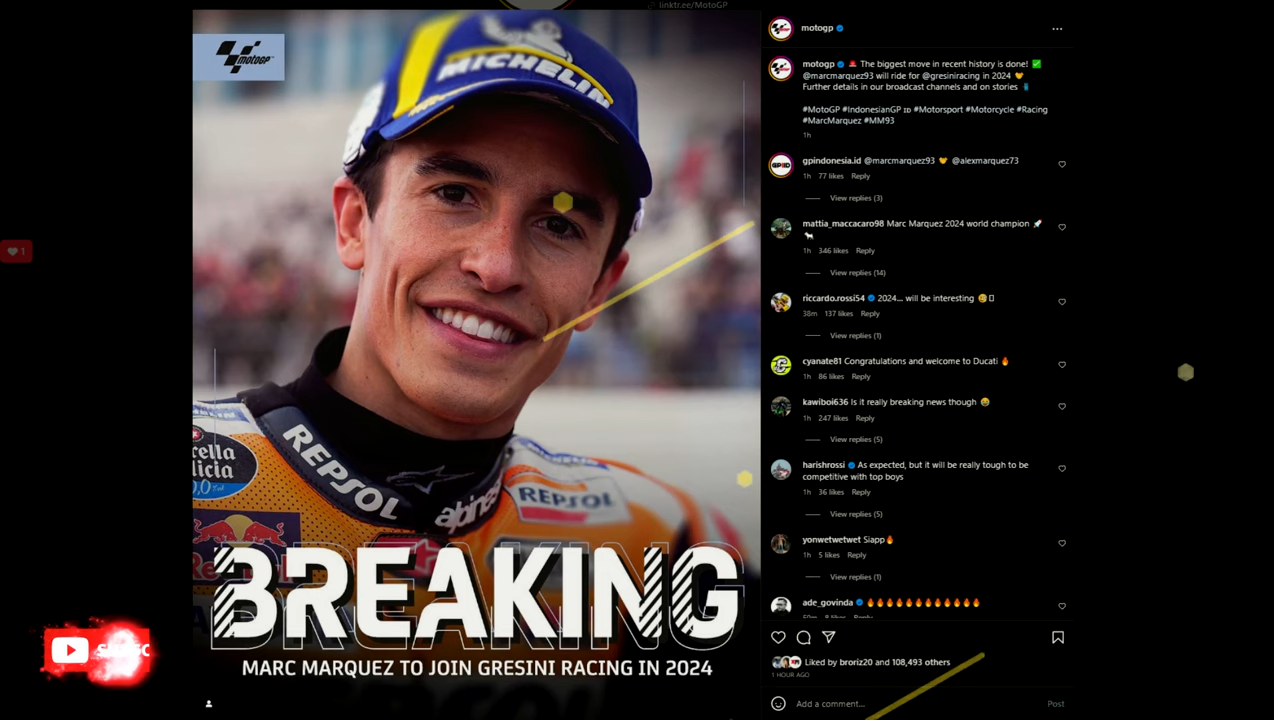 linktr.ee/MotoGP
MotoGP™
MICHELIN
REPSOL
alpinestars
REPSOL
BREAKING
MARC MARQUEZ TO JOIN GRESINI RACING IN 2024
1
motogp
motogp 🚨 The biggest move in recent history is done! ✅
@marcmarquez93 will ride for @gresiniracing in 2024 🧡
Further details in our broadcast channels and on stories 📱
#MotoGP #IndonesianGP 🇮🇩 #Motorsport #Motorcycle #Racing
#MarcMarquez #MM93
1h
gpindonesia.id @marcmarquez93 🧡 @alexmarquez73
1h 77 likes Reply
View replies (3)
mattia_maccacaro98 Marc Marquez 2024 world champion 🚀
🐐
1h 346 likes Reply
View replies (14)
riccardo.rossi54 2024... will be interesting
38m 137 likes Reply
View replies (1)
cyanate81 Congratulations and welcome to Ducati 🔥
1h 86 likes Reply
kawiboi636 Is it really breaking news though 😆
1h 247 likes Reply
View replies (5)
harishrossi As expected, but it will be really tough to be
competitive with top boys
1h 36 likes Reply
View replies (5)
yonwetwetwet Siapp🔥
1h 5 likes Reply
View replies (1)
ade_govinda 🔥🔥🔥🔥🔥🔥🔥🔥🔥🔥🔥🔥
Liked by broriz20 and 108,493 others
1 HOUR AGO
Add a comment...
Post